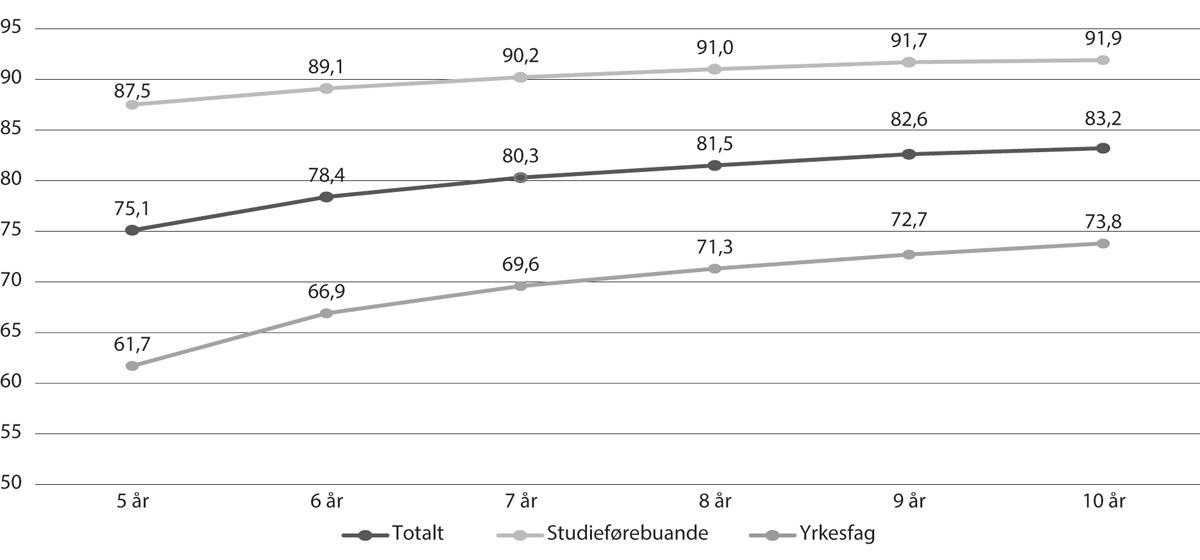 95
90
85
80
75
70
65
60
55
50
87,5 89,1 90,2 91,0 91,7 91,9
75,1 78,4 80,3 81,5 82,6 83,2
61,7 66,9 69,6 71,3 72,7 73,8
5 år 6 år 7 år 8 år 9 år 10 år
Totalt Studieførebuande Yrkesfag